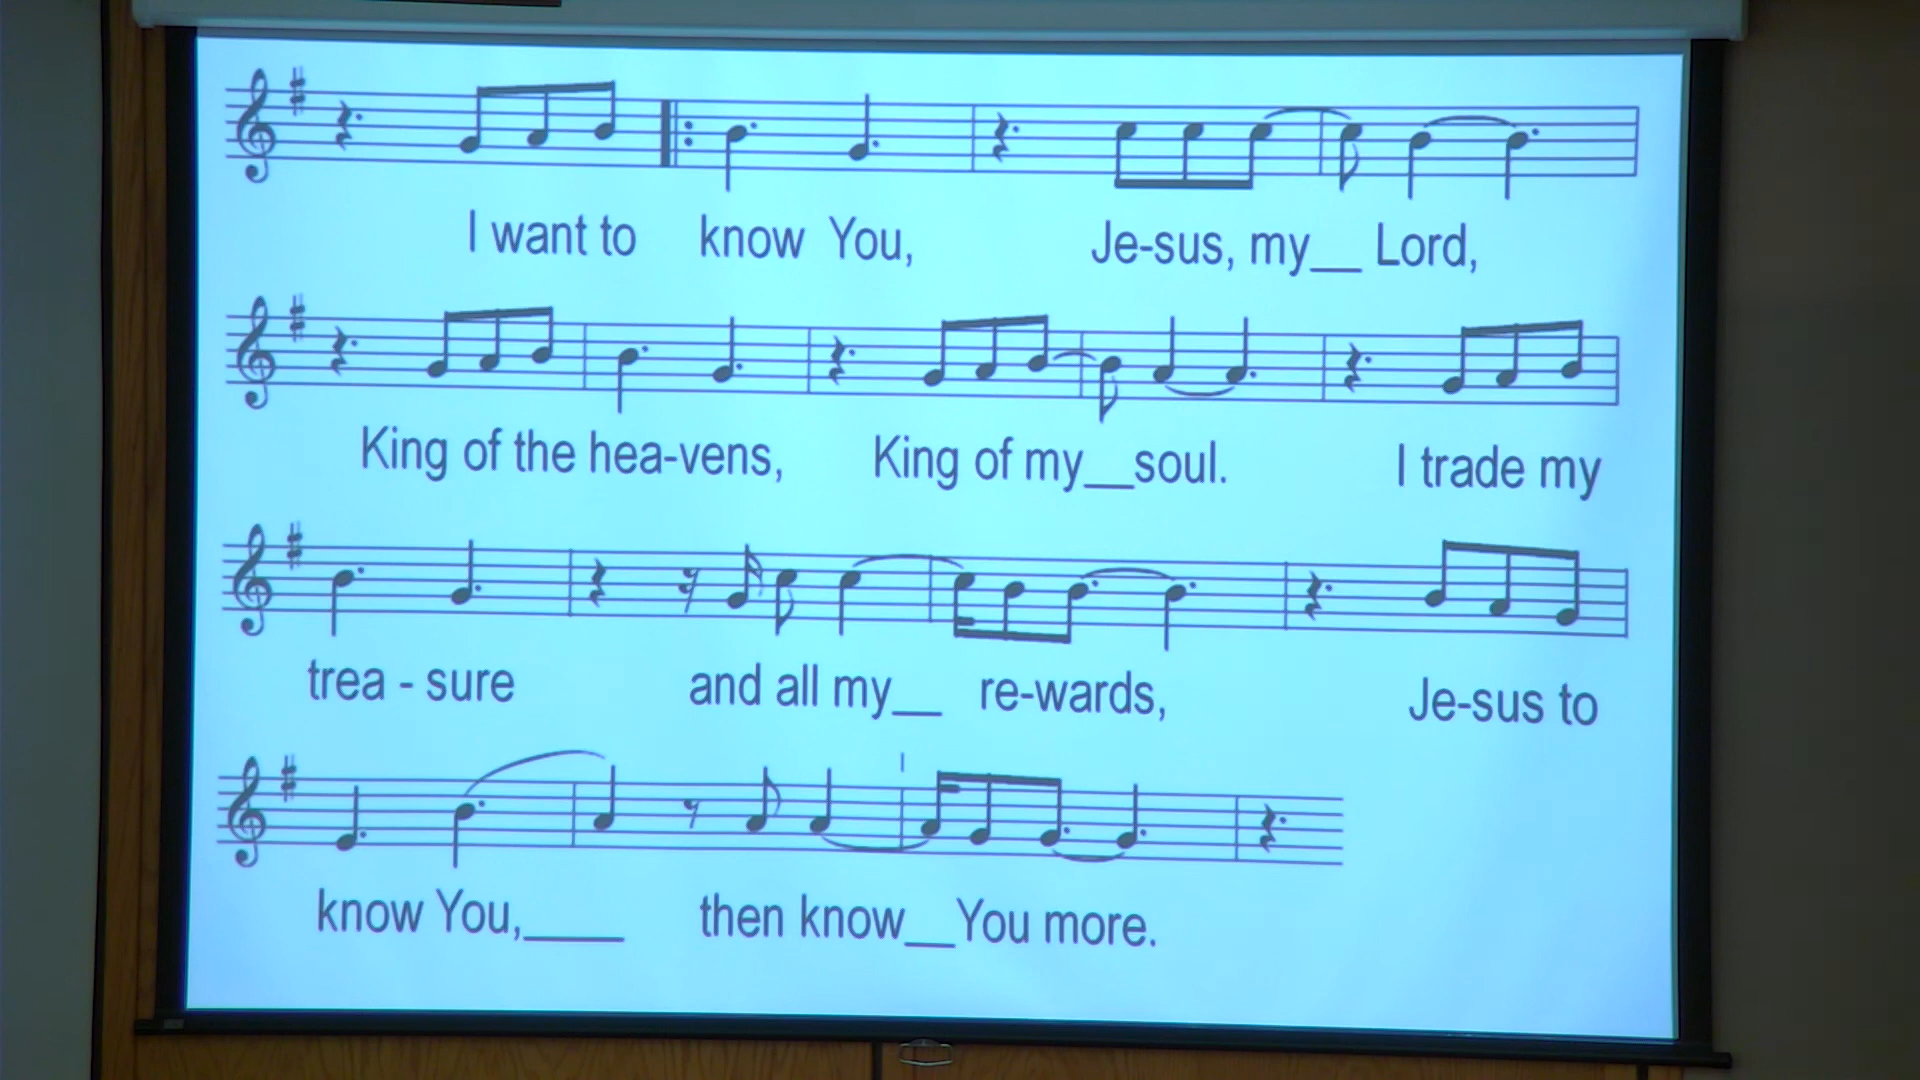 I want to know You, Je-sus, my__ Lord,
King of the hea-vens, King of my__soul. I trade my
trea - sure and all my__ re-wards, Je-sus to
know You,____ then know__You more.